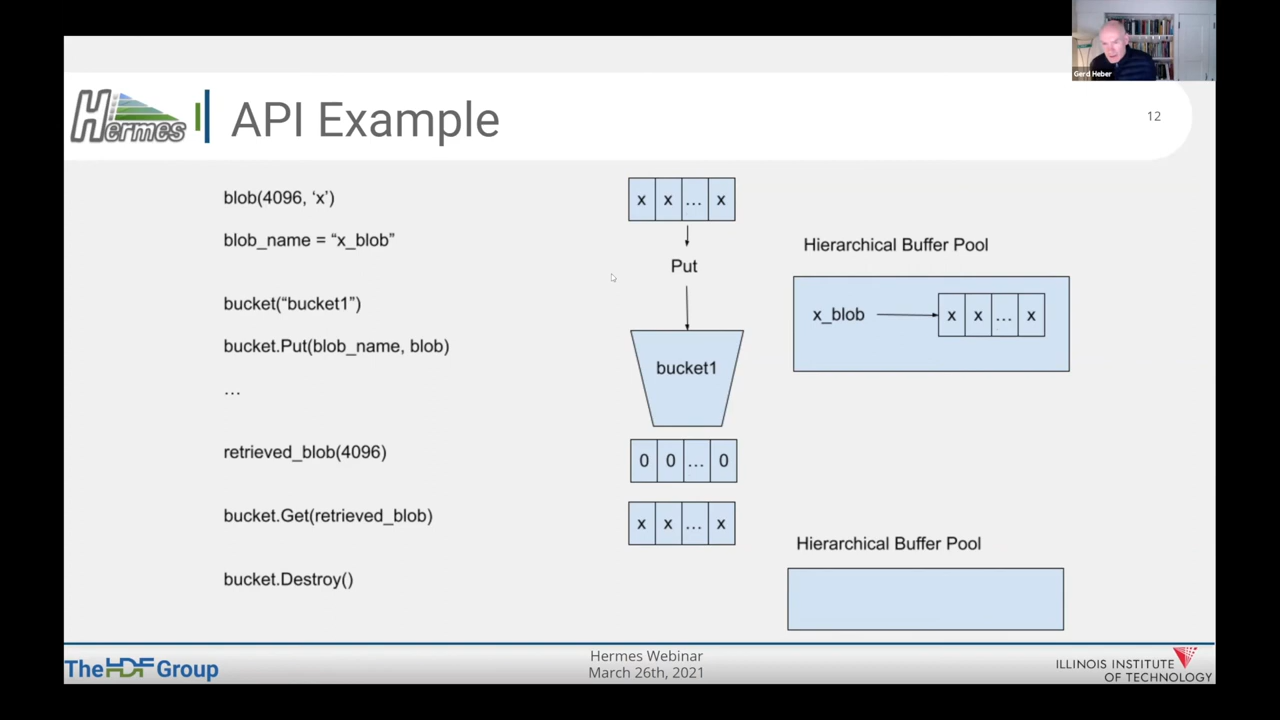 Gerd Heber
Hermes
API Example
12
blob(4096, ‘x’)
x x ... x
blob_name = “x_blob”
Put
Hierarchical Buffer Pool
bucket(“bucket1”)
x_blob
x x ... x
bucket.Put(blob_name, blob)
bucket1
...
retrieved_blob(4096)
0 0 ... 0
bucket.Get(retrieved_blob)
x x ... x
Hierarchical Buffer Pool
bucket.Destroy()
The HDF Group
Hermes Webinar
March 26th, 2021
ILLINOIS INSTITUTE
OF TECHNOLOGY